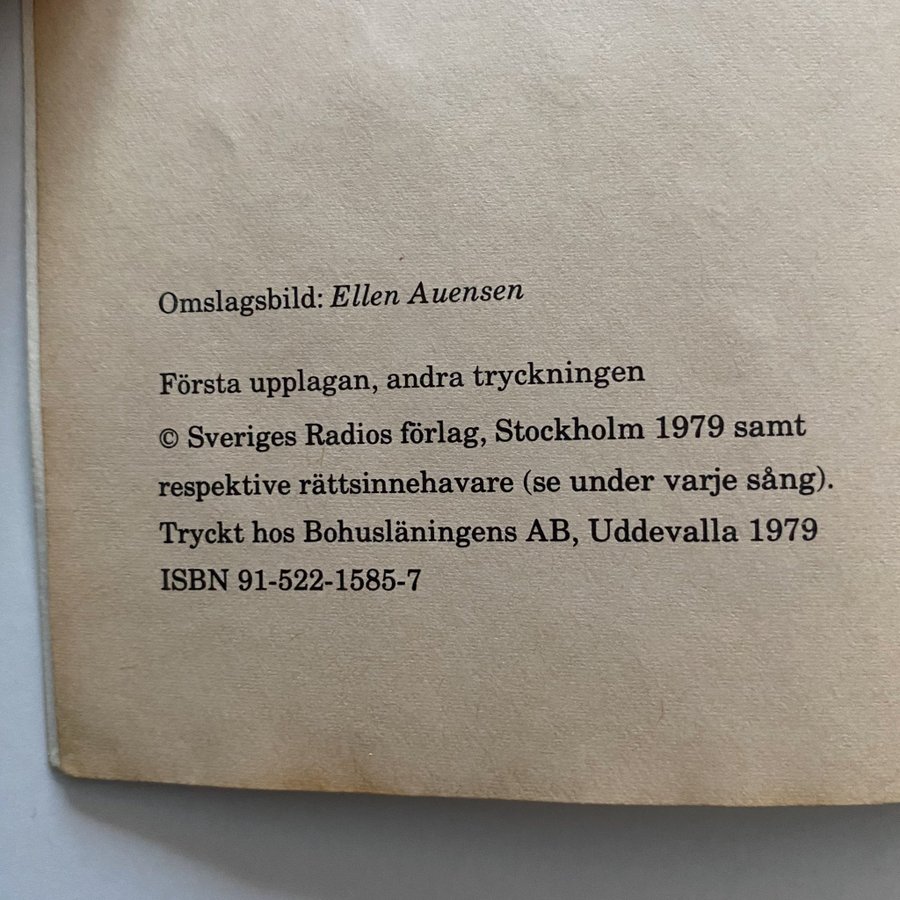 Omslagsbild: Ellen Auensen
Första upplagan, andra tryckningen
© Sveriges Radios förlag, Stockholm 1979 samt
respektive rättsinnehavare (se under varje sång).
Tryckt hos Bohusläningens AB, Uddevalla 1979
ISBN 91-522-1585-7